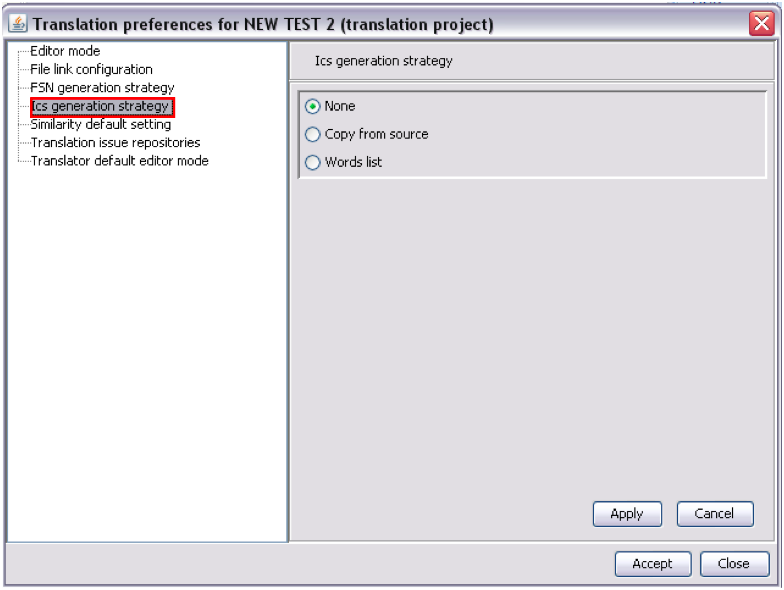 Translation preferences for NEW TEST 2 (translation project)
Editor mode
File link configuration
FSN generation strategy
Ics generation strategy
Similarity default setting
Translation issue repositories
Translator default editor mode
Ics generation strategy
None
Copy from source
Words list
Apply
Cancel
Accept
Close